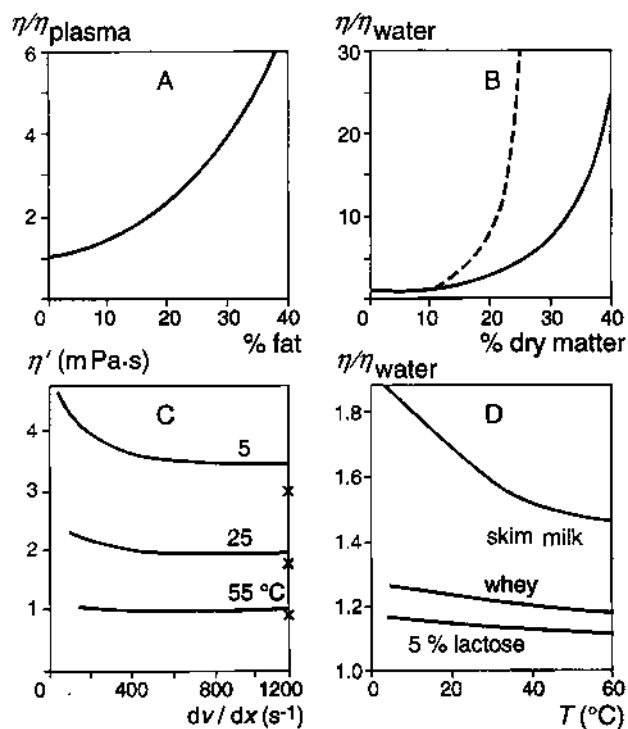 η/ηplasma
A
6
4
2
0
10
20
30
40
% fat
η/ηwater
B
30
20
10
0
10
20
30
40
% dry matter
η′ (mPa·s)
C
4
3
2
1
0
5
25
55 °C
0
400
800
1200
dv/dx (s-1)
η/ηwater
D
1.8
1.6
1.4
1.2
1.0
skim milk
whey
5 % lactose
0
20
40
60
T (°C)